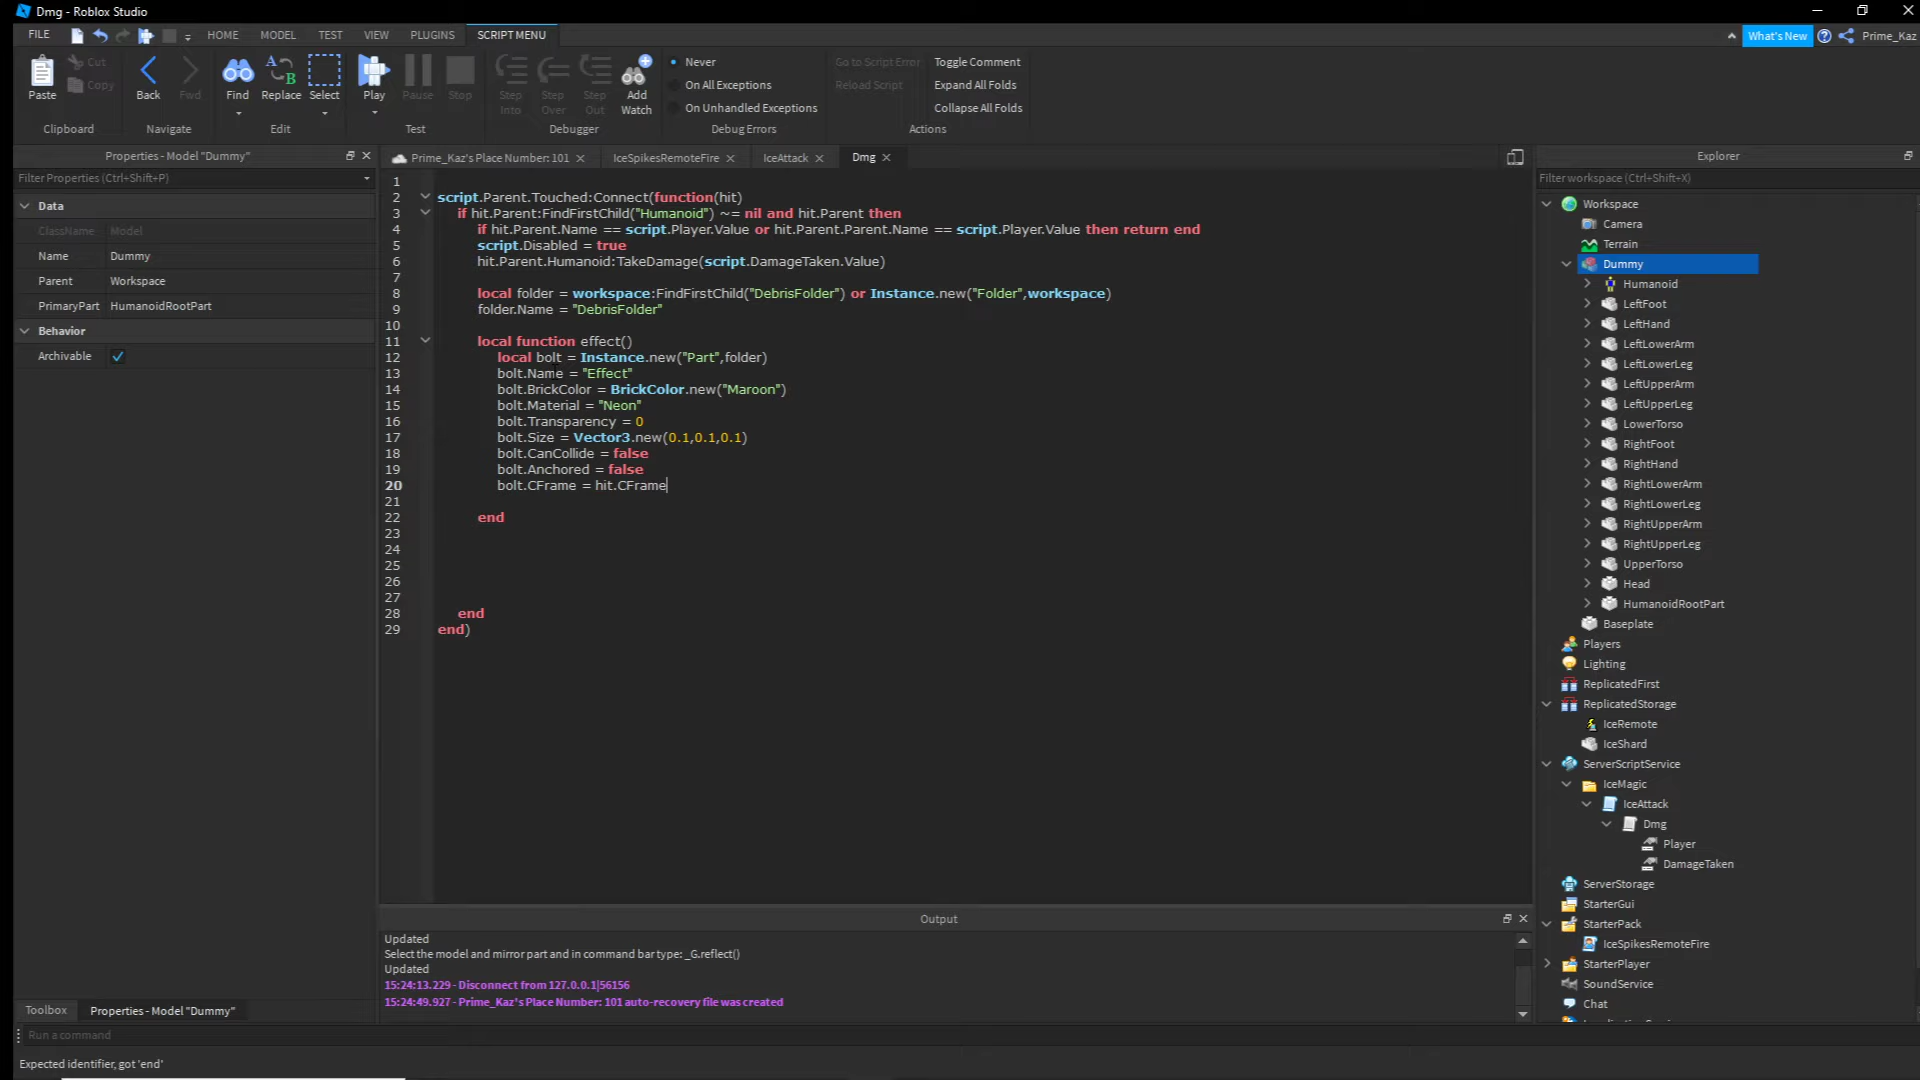 Dmg - Roblox Studio
FILE
HOME
MODEL
TEST
VIEW
PLUGINS
SCRIPT MENU
What's New
Prime_Kaz
Paste
Cut
Copy
Clipboard
Back
Fwd
Navigate
Find
Replace
Select
Edit
Play
Pause
Stop
Test
Step Into
Step Over
Step Out
Add Watch
Debugger
Never
On All Exceptions
On Unhandled Exceptions
Debug Errors
Go to Script Error
Reload Script
Toggle Comment
Expand All Folds
Collapse All Folds
Actions
Properties - Model "Dummy"
Filter Properties (Ctrl+Shift+P)
Data
ClassName Model
Name Dummy
Parent Workspace
PrimaryPart HumanoidRootPart
Behavior
Archivable
Prime_Kaz's Place Number: 101
IceSpikesRemoteFire
IceAttack
Dmg
1
2 script.Parent.Touched:Connect(function(hit)
3 if hit.Parent:FindFirstChild("Humanoid") ~= nil and hit.Parent then
4 if hit.Parent.Name == script.Player.Value or hit.Parent.Parent.Name == script.Player.Value then return end
5 script.Disabled = true
6 hit.Parent.Humanoid:TakeDamage(script.DamageTaken.Value)
7
8 local folder = workspace:FindFirstChild("DebrisFolder") or Instance.new("Folder",workspace)
9 folder.Name = "DebrisFolder"
10
11 local function effect()
12 local bolt = Instance.new("Part",folder)
13 bolt.Name = "Effect"
14 bolt.BrickColor = BrickColor.new("Maroon")
15 bolt.Material = "Neon"
16 bolt.Transparency = 0
17 bolt.Size = Vector3.new(0.1,0.1,0.1)
18 bolt.CanCollide = false
19 bolt.Anchored = false
20 bolt.CFrame = hit.CFrame
21
22 end
23
24
25
26
27
28 end
29 end)
Output
Updated
Select the model and mirror part and in command bar type: _G.reflect()
Updated
15:24:13.229 - Disconnect from 127.0.0.1|56156
15:24:49.927 - Prime_Kaz's Place Number: 101 auto-recovery file was created
Explorer
Filter workspace (Ctrl+Shift+X)
Workspace
Camera
Terrain
Dummy
Humanoid
LeftFoot
LeftHand
LeftLowerArm
LeftLowerLeg
LeftUpperArm
LeftUpperLeg
LowerTorso
RightFoot
RightHand
RightLowerArm
RightLowerLeg
RightUpperArm
RightUpperLeg
UpperTorso
Head
HumanoidRootPart
Baseplate
Players
Lighting
ReplicatedFirst
ReplicatedStorage
IceRemote
IceShard
ServerScriptService
IceMagic
IceAttack
Dmg
Player
DamageTaken
ServerStorage
StarterGui
StarterPack
IceSpikesRemoteFire
StarterPlayer
SoundService
Chat
Toolbox
Properties - Model "Dummy"
Run a command
Expected identifier, got 'end'